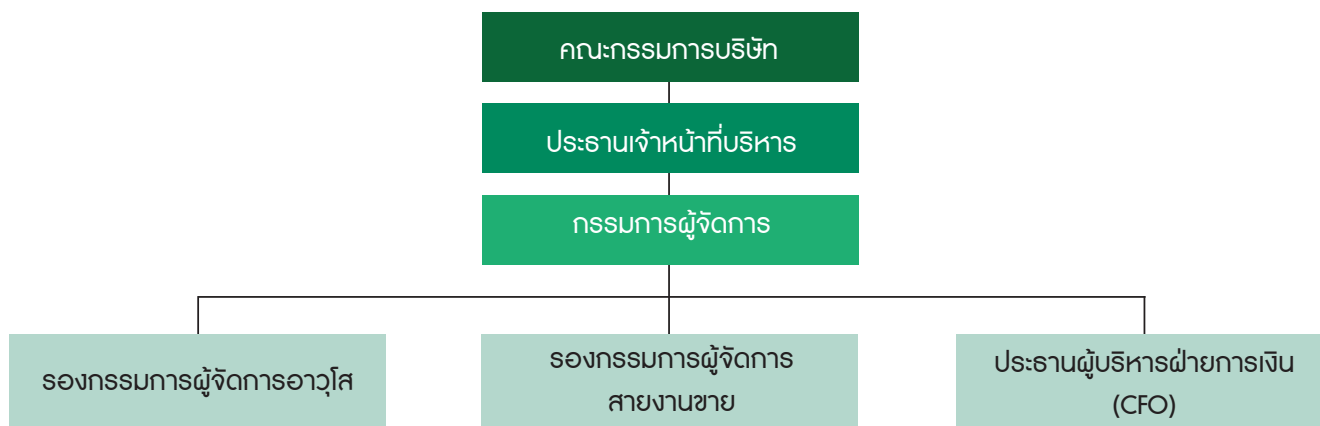 คณะกรรมการบริษัท
ประธานเจ้าหน้าที่บริหาร
กรรมการผู้จัดการ
รองกรรมการผู้จัดการอาวุโส
รองกรรมการผู้จัดการ
สายงานขาย
ประธานผู้บริหารฝ่ายการเงิน
(CFO)